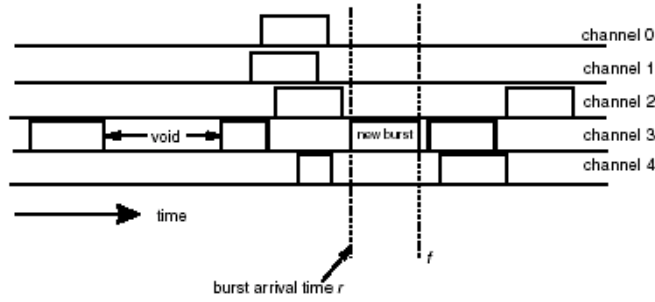 channel 0
channel 1
channel 2
void
new burst
channel 3
channel 4
time
f
burst arrival time r